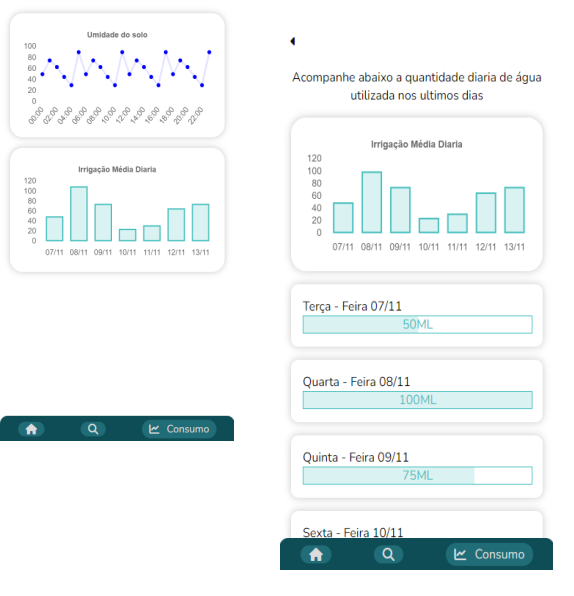 Umidade do solo
100
80
60
40
20
0
00:00 02:00 04:00 06:00 08:00 10:00 12:00 14:00 16:00 18:00 20:00 22:00
Irrigação Média Diaria
120
100
80
60
40
20
0
07/11 08/11 09/11 10/11 11/11 12/11 13/11
Consumo
Acompanhe abaixo a quantidade diaria de água
utilizada nos ultimos dias
Irrigação Média Diaria
120
100
80
60
40
20
0
07/11 08/11 09/11 10/11 11/11 12/11 13/11
Terça - Feira 07/11
50ML
Quarta - Feira 08/11
100ML
Quinta - Feira 09/11
75ML
Sexta - Feira 10/11
Consumo